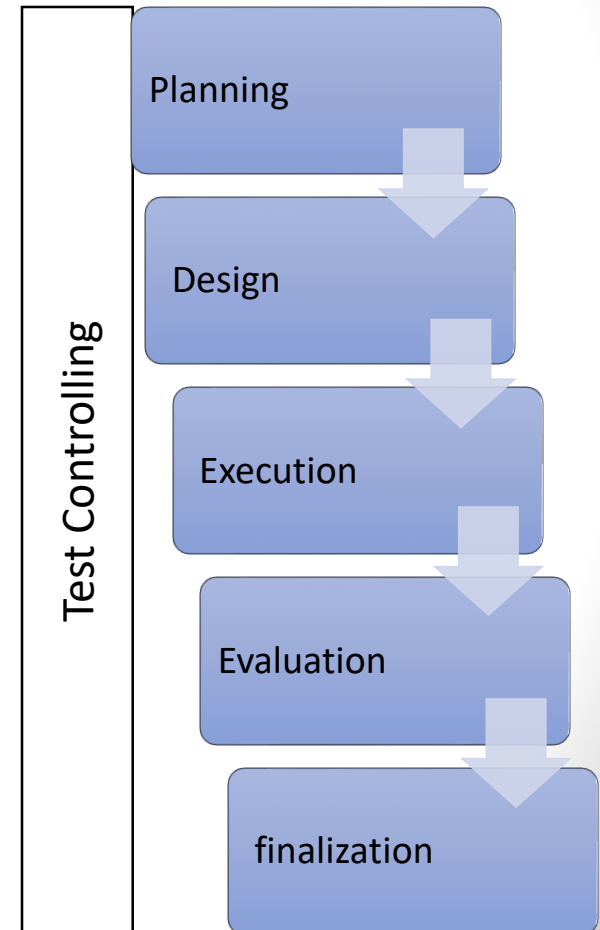 Test Controlling
Planning
Design
Execution
Evaluation
finalization